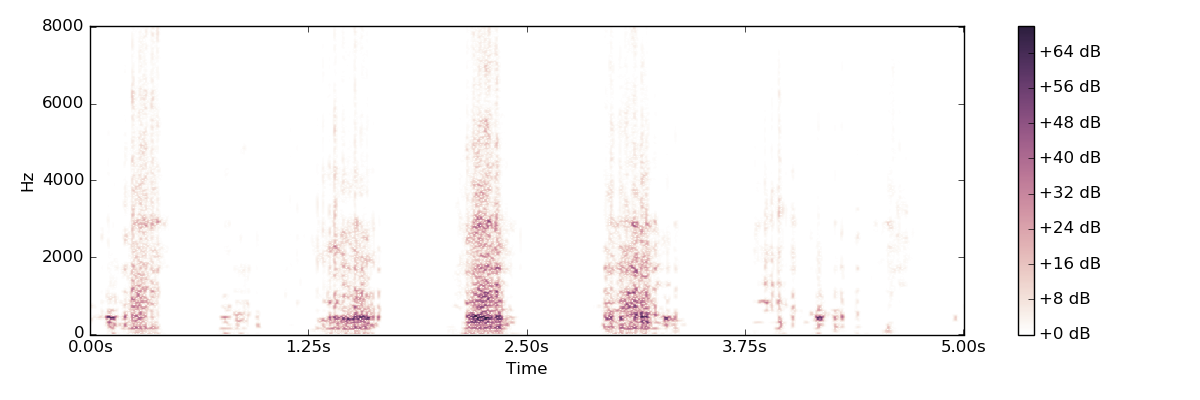 8000
6000
4000
2000
0
Hz
0.00s 1.25s 2.50s 3.75s 5.00s
Time
+64 dB
+56 dB
+48 dB
+40 dB
+32 dB
+24 dB
+16 dB
+8 dB
+0 dB